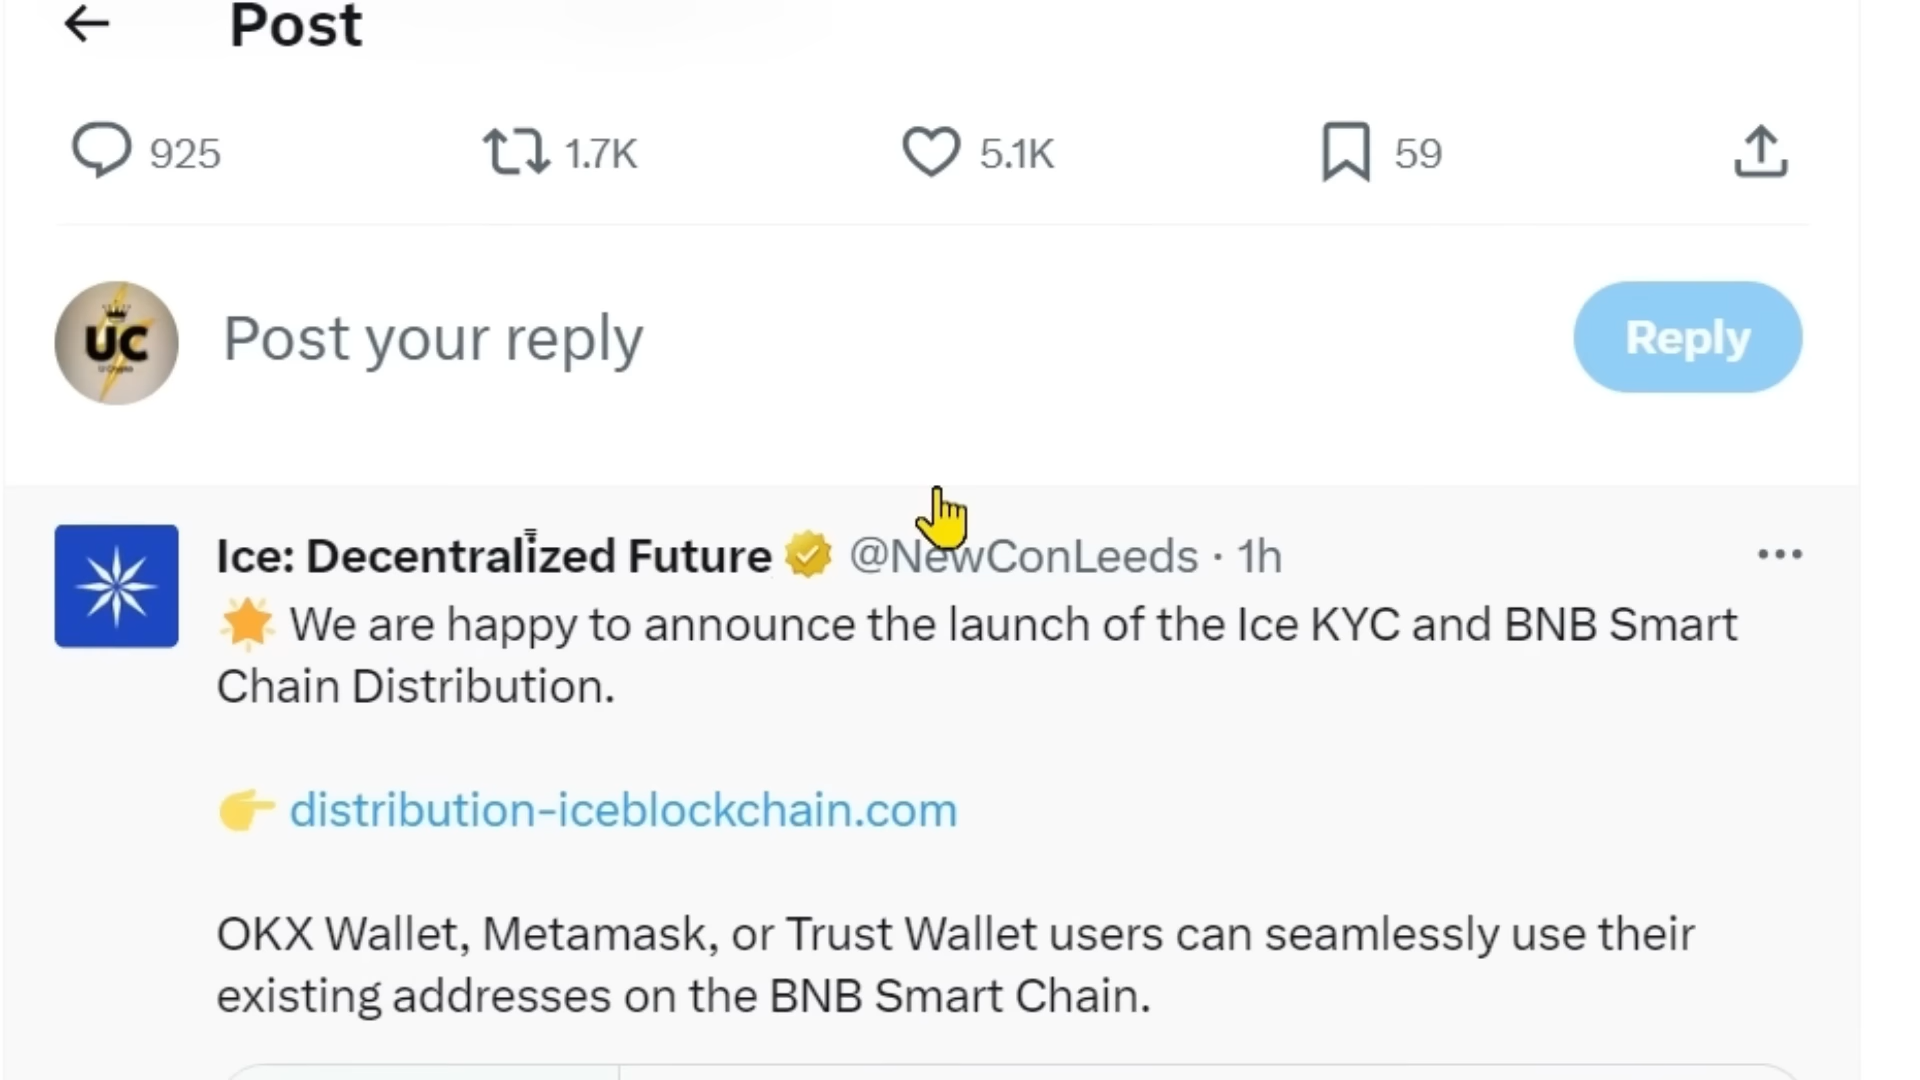 Post
925 1.7K 5.1K 59
UC
Post your reply
Reply
Ice: Decentralīzed Future @NewConLeeds · 1h
We are happy to announce the launch of the Ice KYC and BNB Smart
Chain Distribution.
distribution-iceblockchain.com
OKX Wallet, Metamask, or Trust Wallet users can seamlessly use their
existing addresses on the BNB Smart Chain.